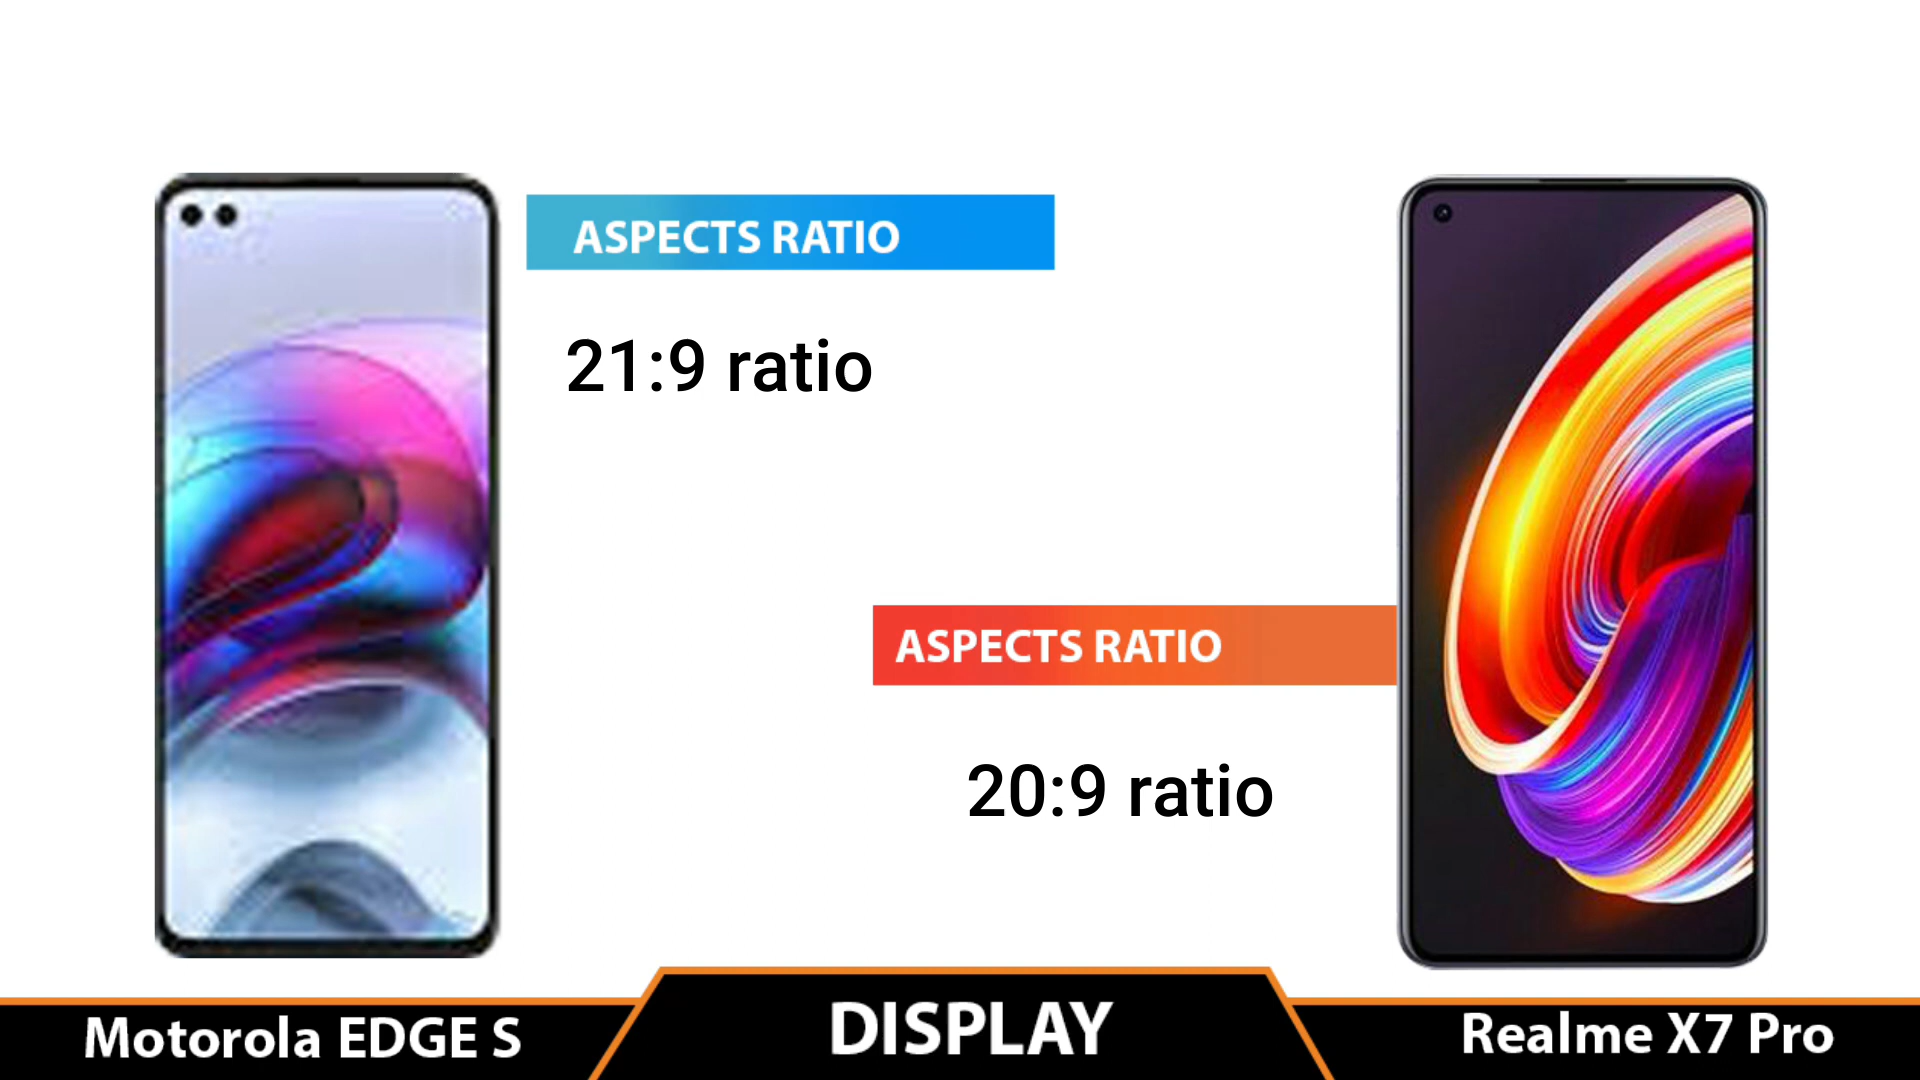 ASPECTS RATIO
21:9 ratio
ASPECTS RATIO
20:9 ratio
Motorola EDGE S
DISPLAY
Realme X7 Pro